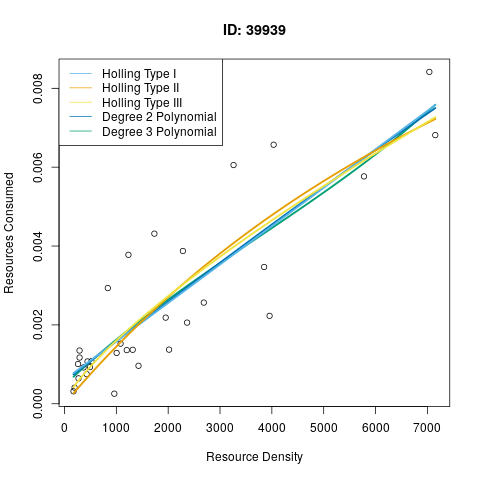 ID: 39939
Holling Type I
Holling Type II
Holling Type III
Degree 2 Polynomial
Degree 3 Polynomial
Resources Consumed
0.008
0.006
0.004
0.002
0.000
0 1000 2000 3000 4000 5000 6000 7000
Resource Density